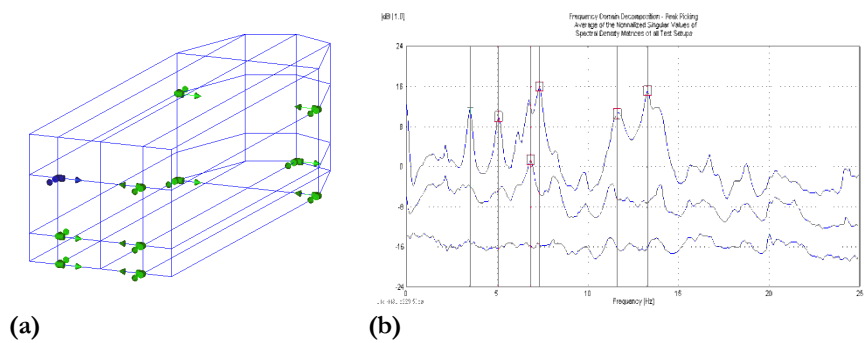 |dB | [1.0]
Frequency Domain Decomposition - Peak Picking
Average of the Normalized Singular Values of
Spectral Density Matrices of all Test Setups
24
16
8
0
-8
-16
-24
5
10
15
20
25
Frequency [Hz]
(a)
(b)